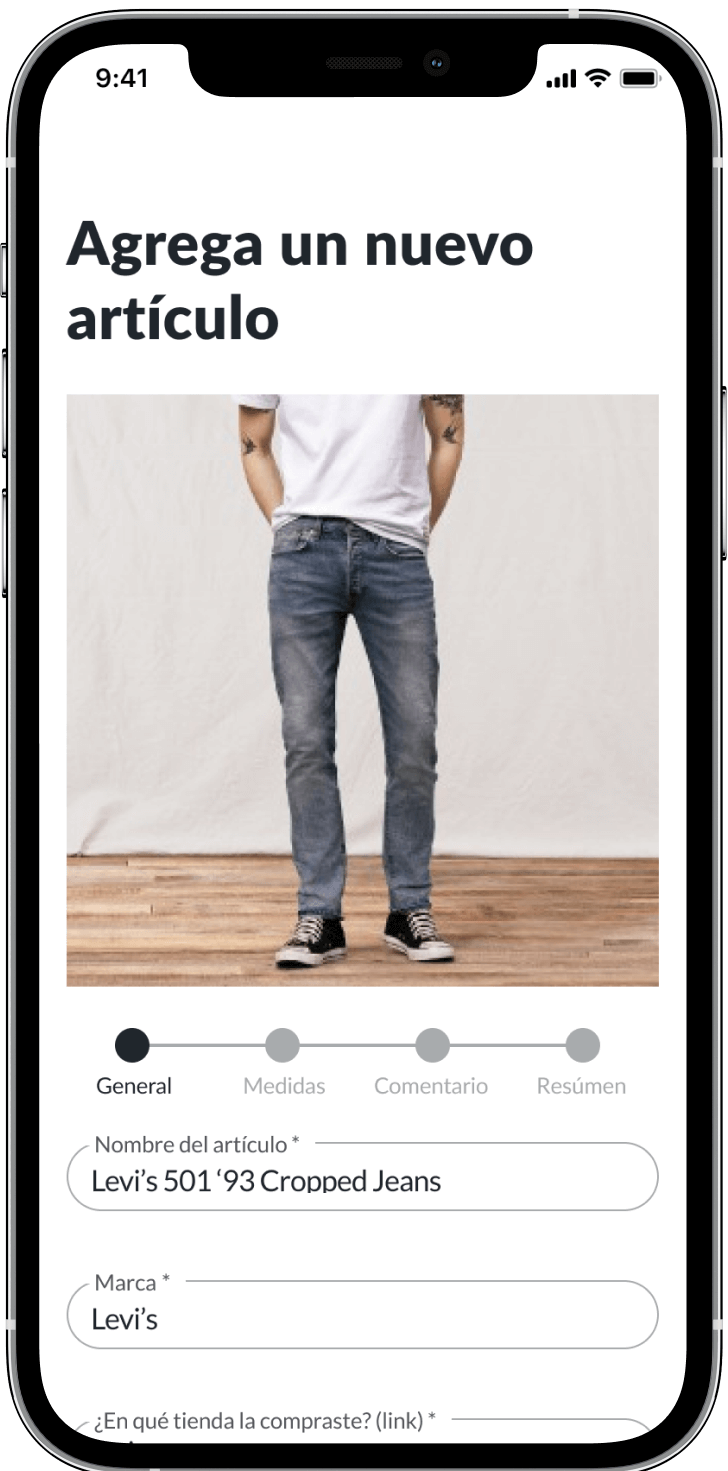 9:41
Agrega un nuevo
artículo
General
Medidas
Comentario
Resúmen
Nombre del artículo *
Levi’s 501 ‘93 Cropped Jeans
Marca *
Levi’s
¿En qué tienda la compraste? (link) *